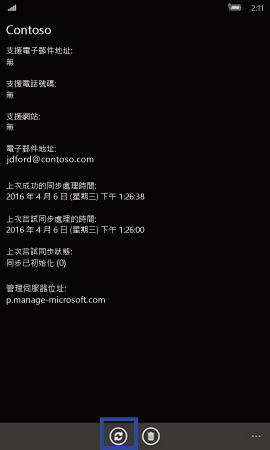 2:11
Contoso
支援電子郵件地址:
無
支援電話號碼:
無
支援網站:
無
電子郵件地址:
jdford@contoso.com
上次成功的同步處理時間:
2016 年 4 月 6 日 (星期三) 下午 1:26:38
上次嘗試同步處理的時間:
2016 年 4 月 6 日 (星期三) 下午 1:26:00
上次嘗試同步狀態:
同步已初始化 (0)
管理伺服器位址:
p.manage-microsoft.com